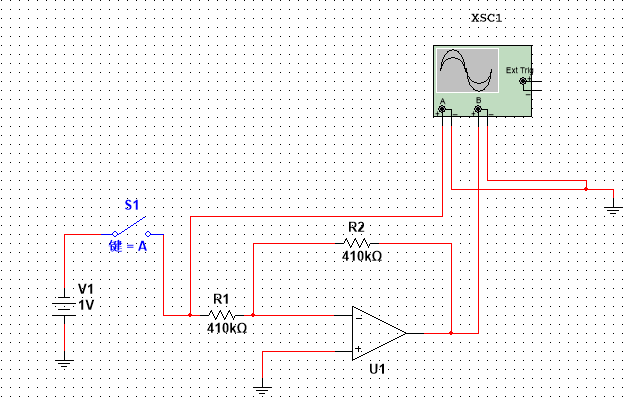 XSC1
Ext Trig
+
−
A
B
+ − + −
S1
键 = A
R2
410kΩ
V1
1V
R1
410kΩ
−
+
U1